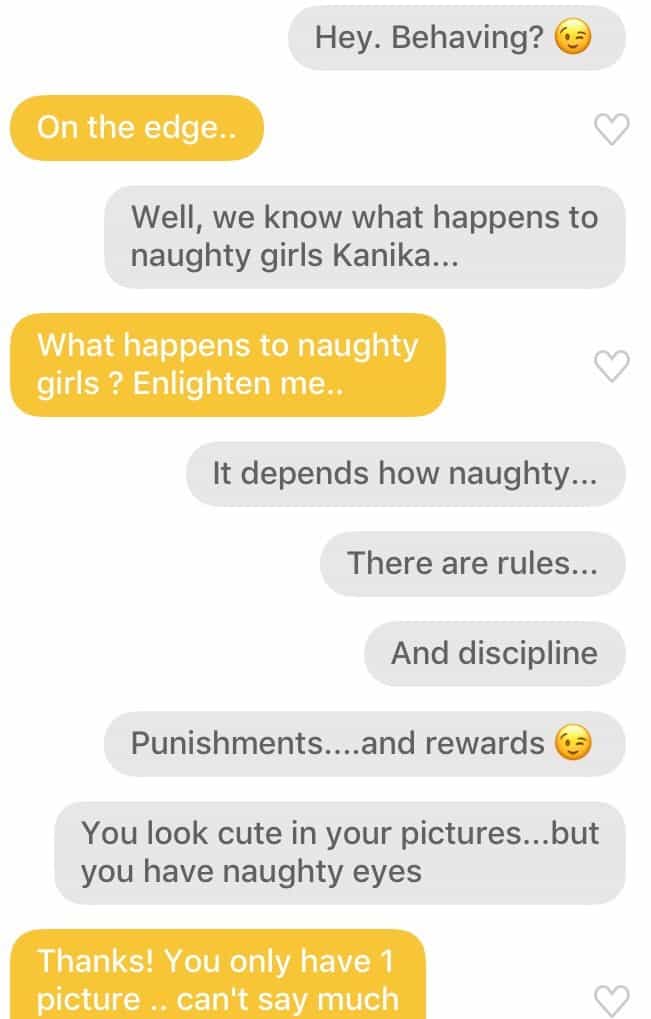 Hey. Behaving? 😉
On the edge..
Well, we know what happens to
naughty girls Kanika...
What happens to naughty
girls ? Enlighten me..
It depends how naughty...
There are rules...
And discipline
Punishments....and rewards 😉
You look cute in your pictures...but
you have naughty eyes
Thanks! You only have 1
picture .. can't say much